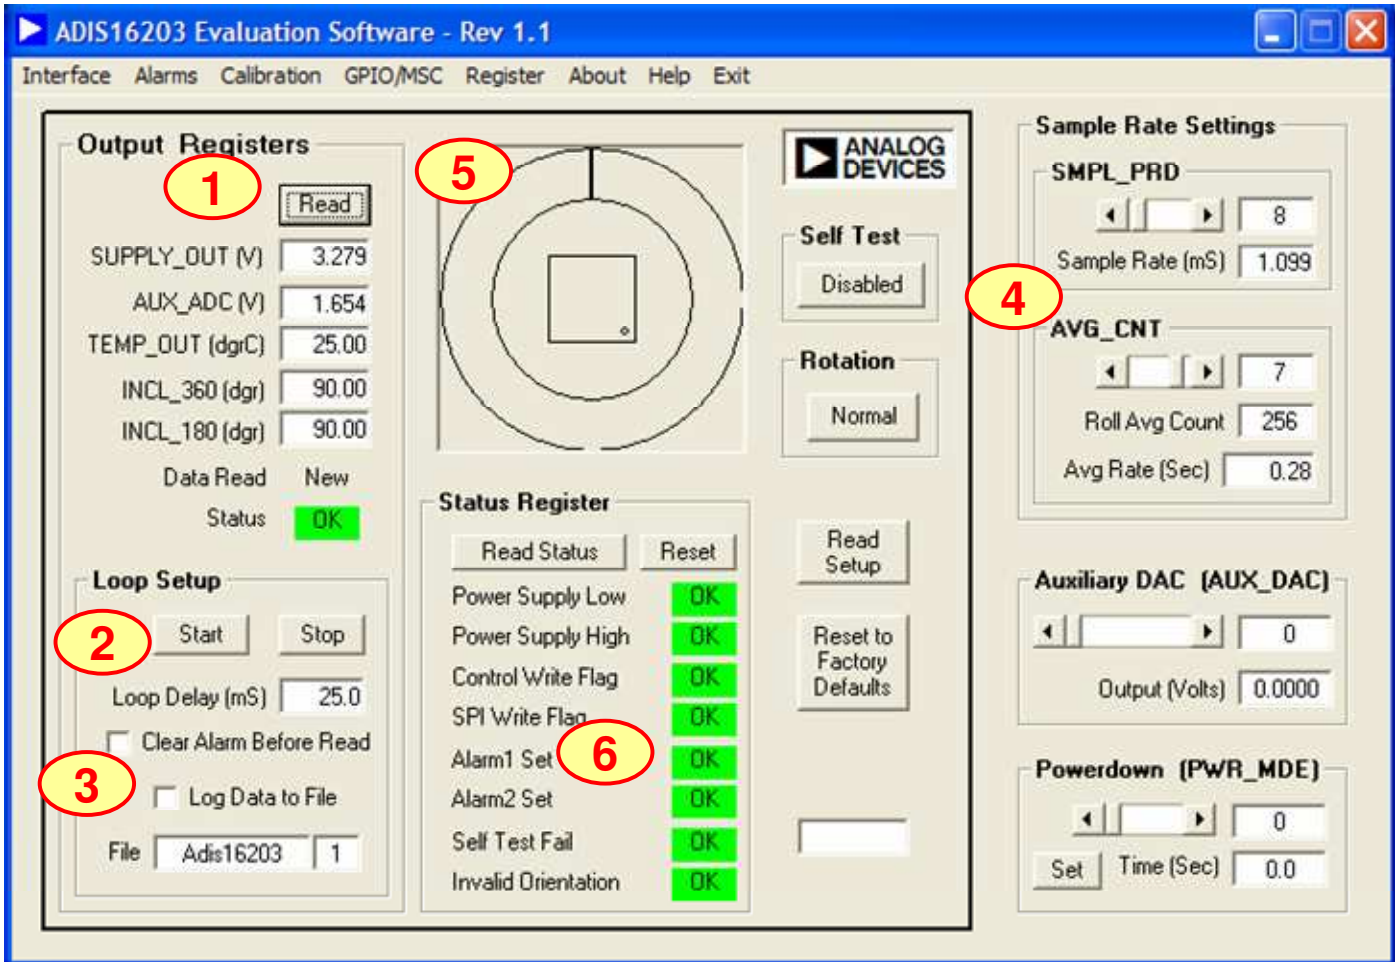 ADIS16203 Evaluation Software - Rev 1.1
Interface Alarms Calibration GPIO/MSC Register About Help Exit
Output Registers
1
Read
SUPPLY_OUT (V) 3.279
AUX_ADC (V) 1.654
TEMP_OUT (dgrC) 25.00
INCL_360 (dgr) 90.00
INCL_180 (dgr) 90.00
Data Read New
Status OK
Loop Setup
2
Start Stop
Loop Delay (mS) 25.0
Clear Alarm Before Read
3
Log Data to File
File Adis16203 1
5
Status Register
Read Status Reset
Power Supply Low OK
Power Supply High OK
Control Write Flag OK
SPI Write Flag OK
6
Alarm1 Set OK
Alarm2 Set OK
Self Test Fail OK
Invalid Orientation OK
ANALOG
DEVICES
Self Test
Disabled
Rotation
Normal
Read
Setup
Reset to
Factory
Defaults
Sample Rate Settings
SMPL_PRD
8
Sample Rate (mS) 1.099
4
AVG_CNT
7
Roll Avg Count 256
Avg Rate (Sec) 0.28
Auxiliary DAC (AUX_DAC)
0
Output (Volts) 0.0000
Powerdown (PWR_MDE)
0
Set Time (Sec) 0.0